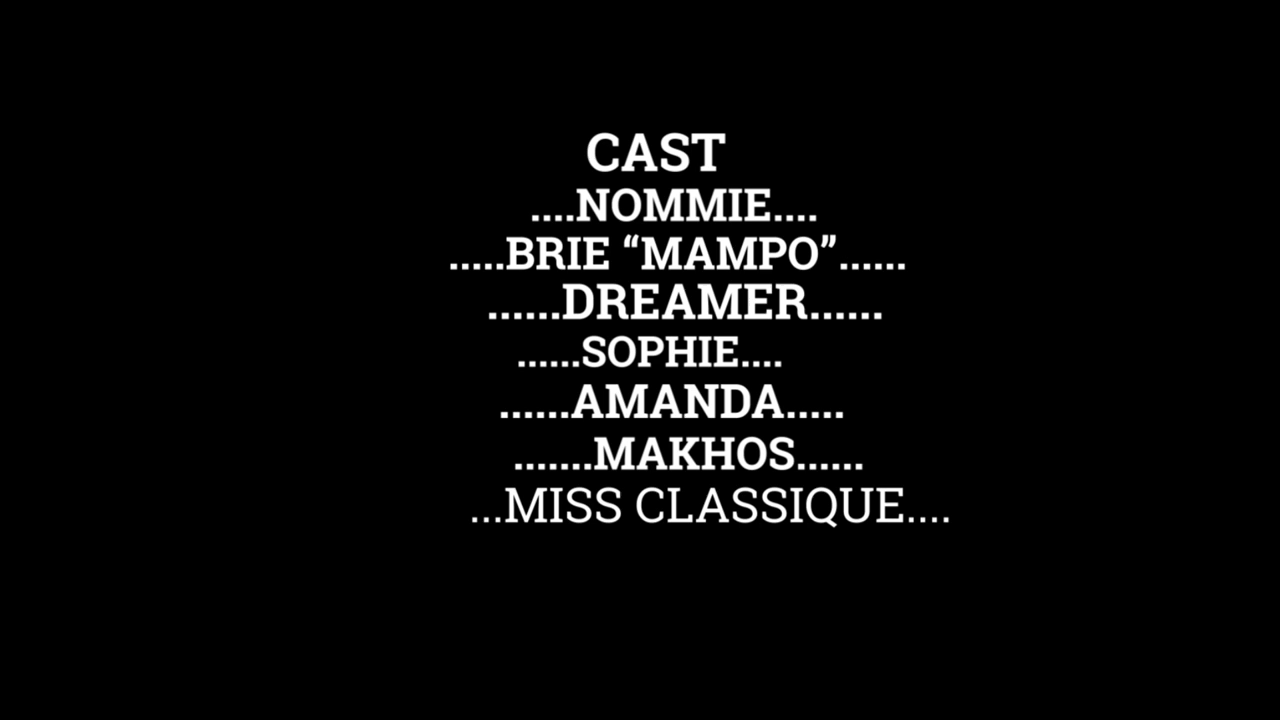 CAST
....NOMMIE....
.....BRIE “MAMPO”......
......DREAMER......
......SOPHIE....
......AMANDA.....
.......MAKHOS......
...MISS CLASSIQUE....